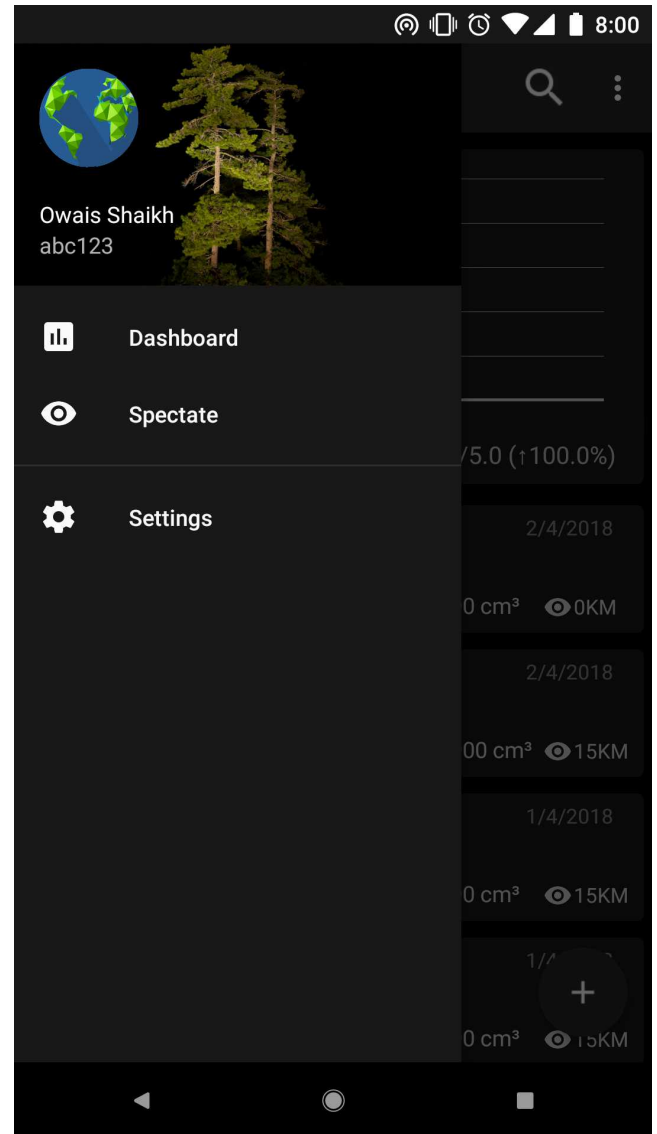 8:00
Owais Shaikh
abc123
Dashboard
Spectate
Settings
/5.0 (↑100.0%)
2/4/2018
0 cm³ 0KM
2/4/2018
00 cm³ 15KM
1/4/2018
0 cm³ 15KM
0 cm³ 15KM